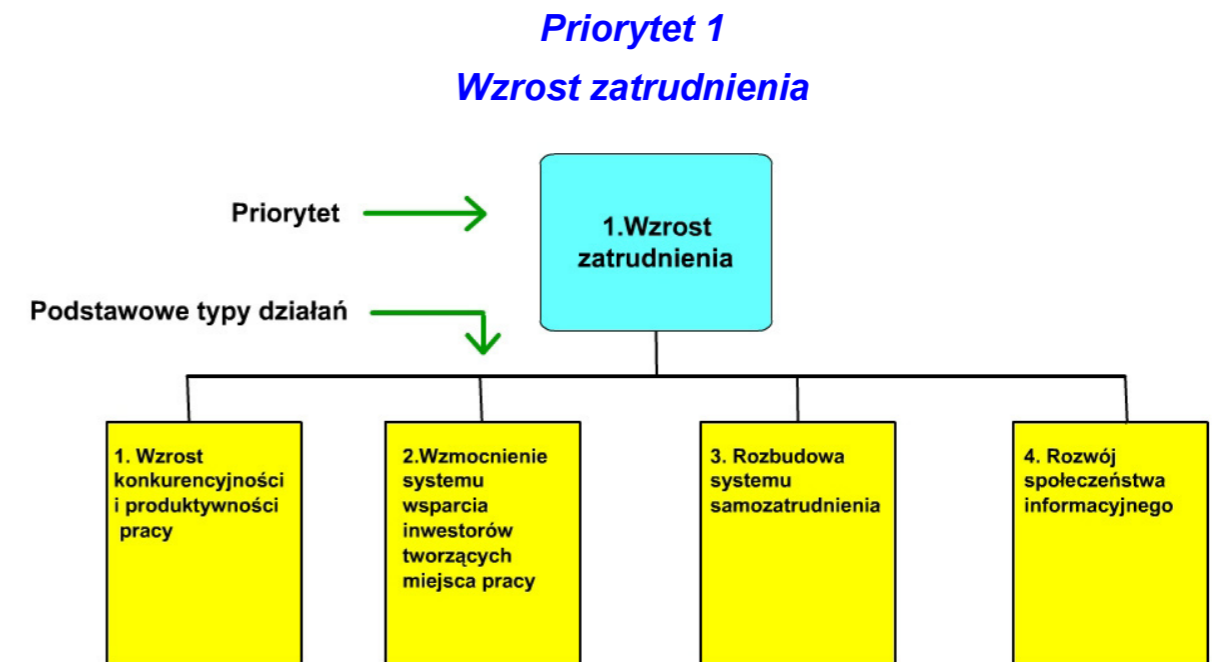 Priorytet 1
Wzrost zatrudnienia
Priorytet
1.Wzrost
zatrudnienia
Podstawowe typy działań
1. Wzrost
konkurencyjności
i produktywności
pracy
2.Wzmocnienie
systemu
wsparcia
inwestorów
tworzących
miejsca pracy
3. Rozbudowa
systemu
samozatrudnienia
4. Rozwój
społeczeństwa
informacyjnego